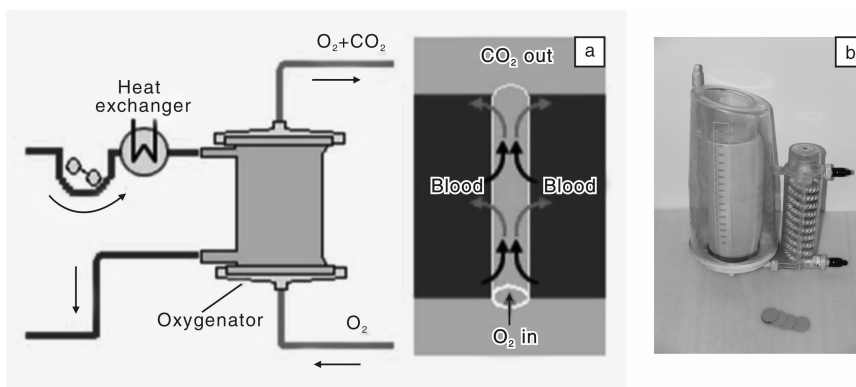 O₂+CO₂
Heat
exchanger
Oxygenator
O₂
a
CO₂ out
Blood Blood
O₂ in
b